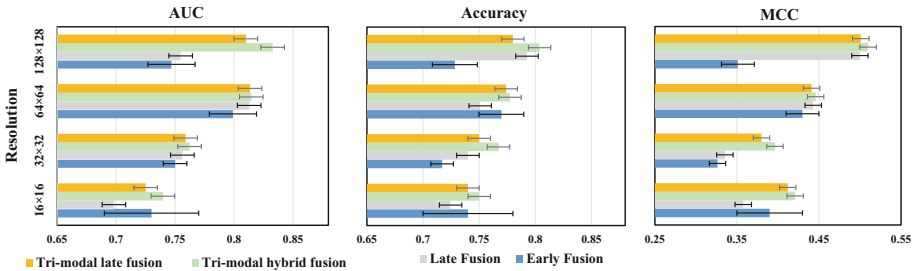 AUC
Accuracy
MCC
Resolution
128×128
64×64
32×32
16×16
0.65 0.7 0.75 0.8 0.85
0.65 0.7 0.75 0.8 0.85
0.25 0.35 0.45 0.55
Tri-modal late fusion
Tri-modal hybrid fusion
Late Fusion
Early Fusion